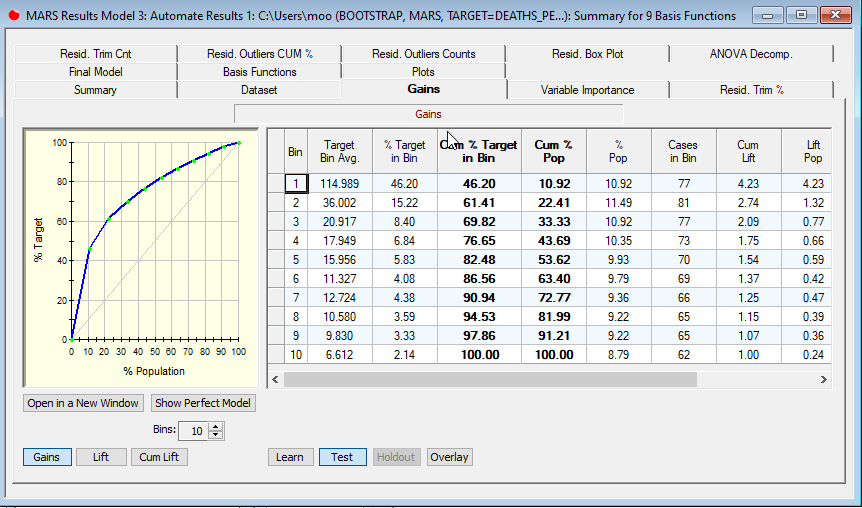 MARS Results Model 3: Automate Results 1: C:\Users\moo (BOOTSTRAP, MARS, TARGET=DEATHS_PE...): Summary for 9 Basis Functions
Resid. Trim Cnt Resid. Outliers CUM % Resid. Outliers Counts Resid. Box Plot ANOVA Decomp.
Final Model Basis Functions Plots
Summary Dataset Gains Variable Importance Resid. Trim %
Gains
% Target
100
80
60
40
20
0
0 10 20 30 40 50 60 70 80 90 100
% Population
Bin Target Bin Avg. % Target in Bin Cum % Target in Bin Cum % Pop % Pop Cases in Bin Cum Lift Lift Pop
1 114.989 46.20 46.20 10.92 10.92 77 4.23 4.23
2 36.002 15.22 61.41 22.41 11.49 81 2.74 1.32
3 20.917 8.40 69.82 33.33 10.92 77 2.09 0.77
4 17.949 6.84 76.65 43.69 10.35 73 1.75 0.66
5 15.956 5.83 82.48 53.62 9.93 70 1.54 0.59
6 11.327 4.08 86.56 63.40 9.79 69 1.37 0.42
7 12.724 4.38 90.94 72.77 9.36 66 1.25 0.47
8 10.580 3.59 94.53 81.99 9.22 65 1.15 0.39
9 9.830 3.33 97.86 91.21 9.22 65 1.07 0.36
10 6.612 2.14 100.00 100.00 8.79 62 1.00 0.24
Open in a New Window Show Perfect Model
Bins: 10
Gains Lift Cum Lift Learn Test Holdout Overlay